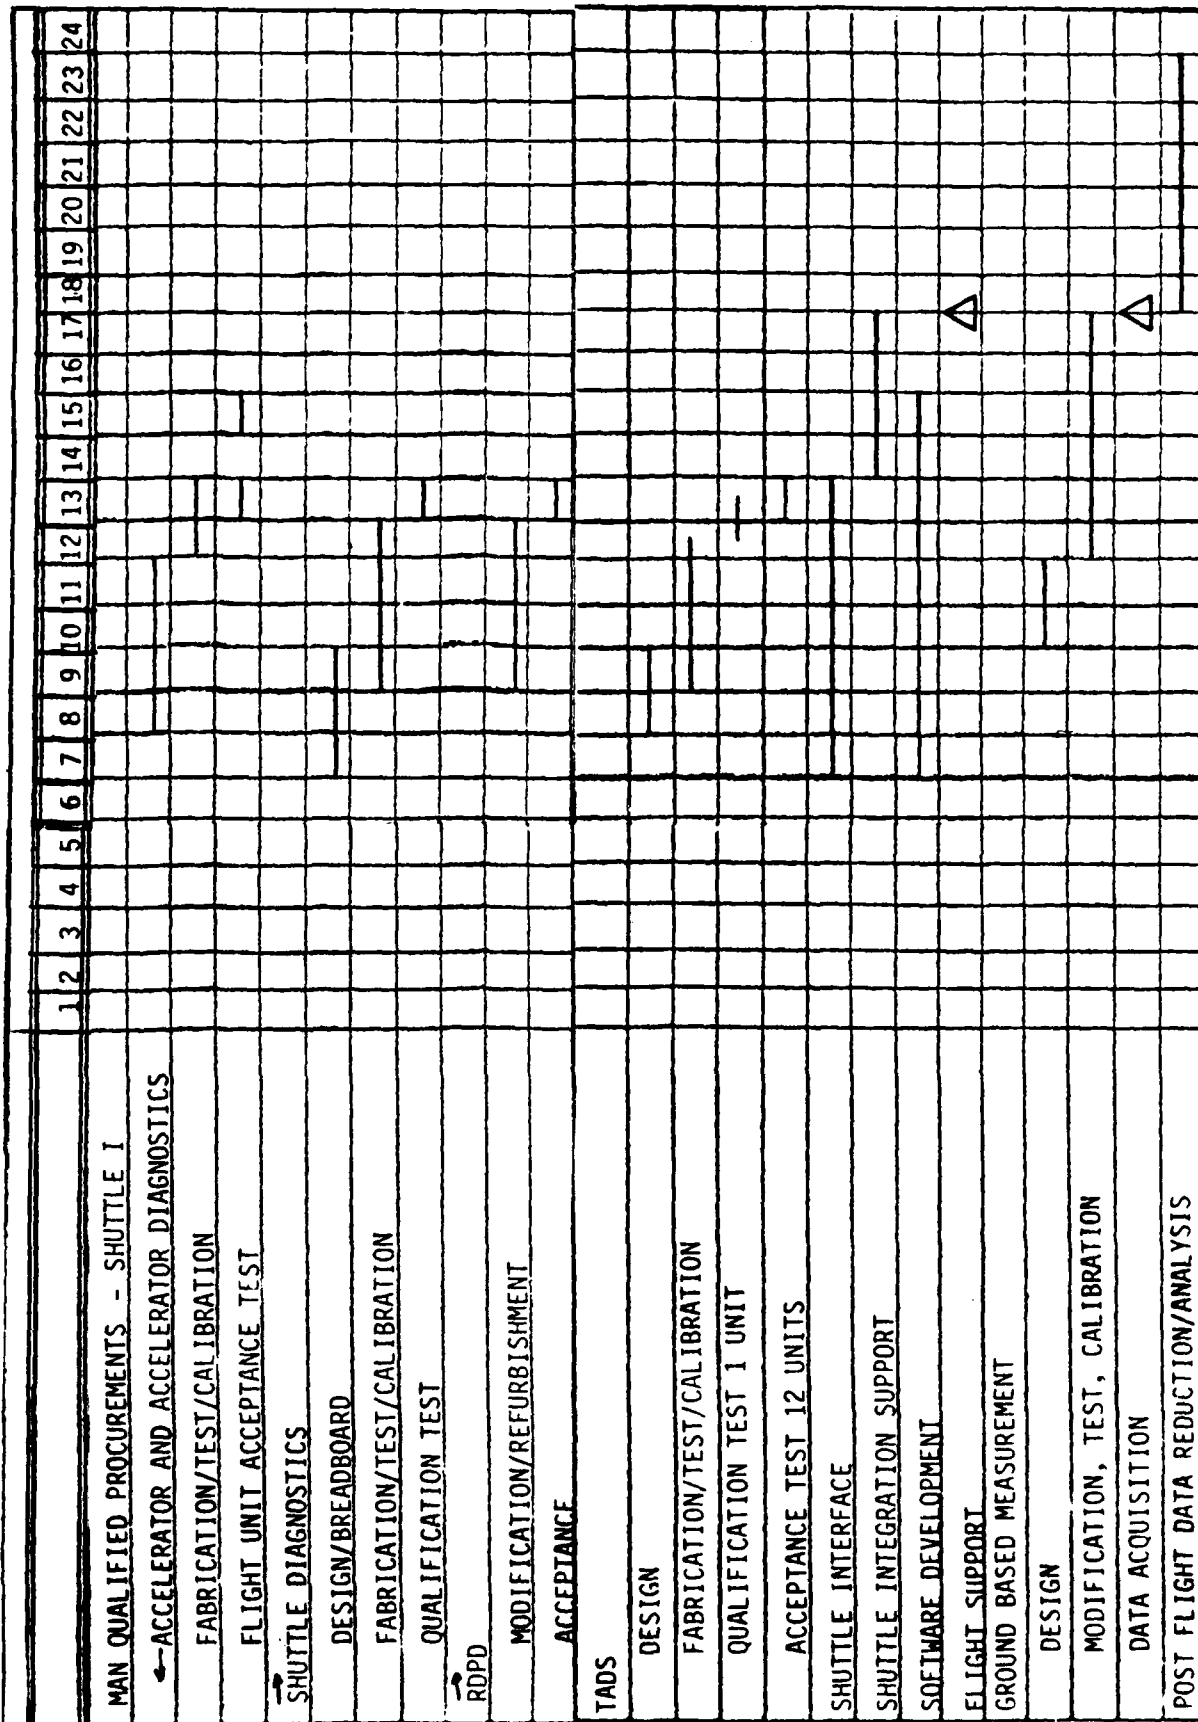 1 2 3 4 5 6 7 8 9 10 11 12 13 14 15 16 17 18 19 20 21 22 23 24
MAN QUALIFIED PROCUREMENTS - SHUTTLE I
←ACCELERATOR AND ACCELERATOR DIAGNOSTICS
FABRICATION/TEST/CALIBRATION
FLIGHT UNIT ACCEPTANCE TEST
SHUTTLE DIAGNOSTICS
DESIGN/BREADBOARD
FABRICATION/TEST/CALIBRATION
QUALIFICATION TEST
RDPD
MODIFICATION/REFURBISHMENT
ACCEPTANCE
TADS
DESIGN
FABRICATION/TEST/CALIBRATION
QUALIFICATION TEST 1 UNIT
ACCEPTANCE TEST 12 UNITS
SHUTTLE INTERFACE
SHUTTLE INTEGRATION SUPPORT
SOFTWARE DEVELOPMENT
FLIGHT SUPPORT
GROUND BASED MEASUREMENT
DESIGN
MODIFICATION, TEST, CALIBRATION
DATA ACQUISITION
POST FLIGHT DATA REDUCTION/ANALYSIS